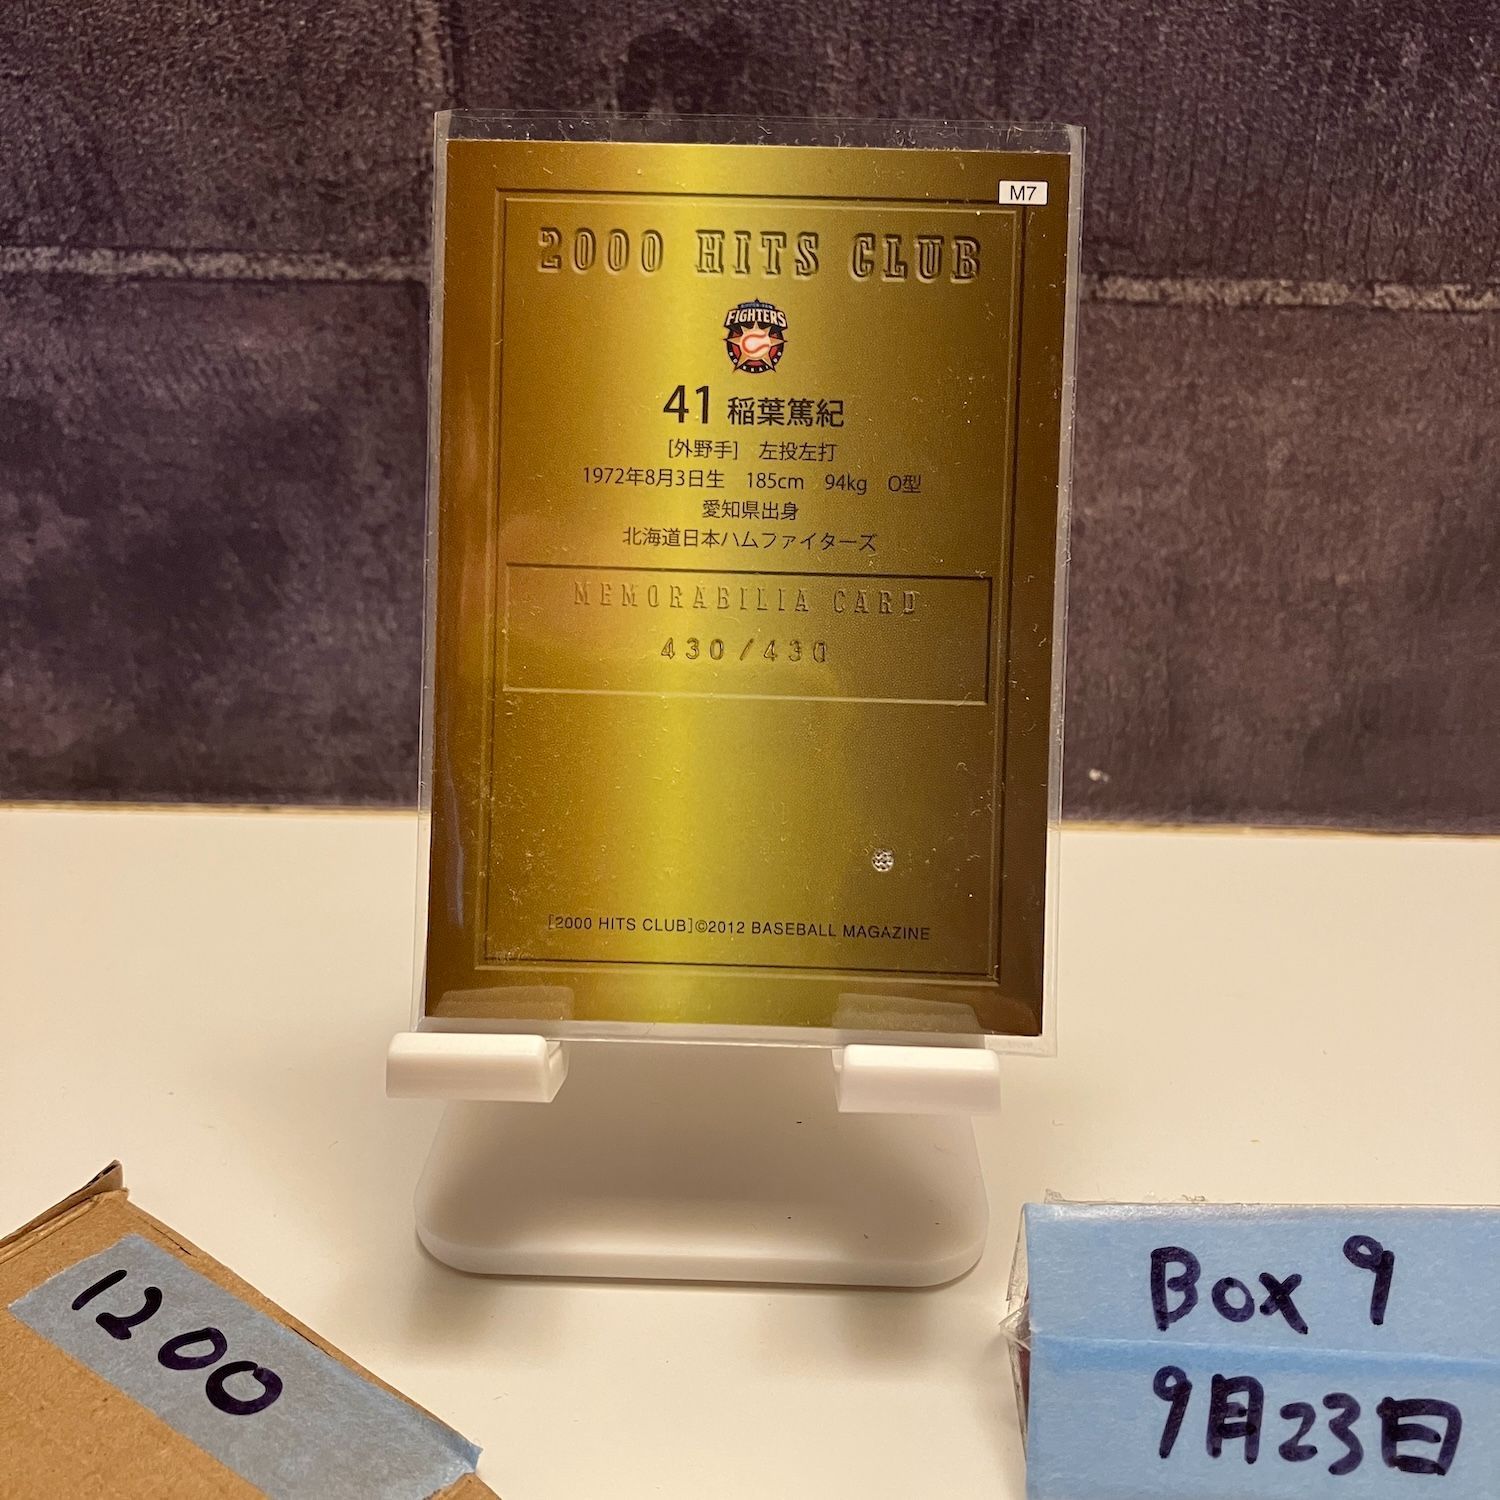 M7
2000 HITS CLUB
FIGHTERS
41 稲葉篤紀
[外野手] 左投左打
1972年8月3日生 185cm 94kg O型
愛知県出身
北海道日本ハムファイターズ
MEMORABILIA CARD
430/430
[2000 HITS CLUB]©2012 BASEBALL MAGAZINE
1200
Box 9
9月23日